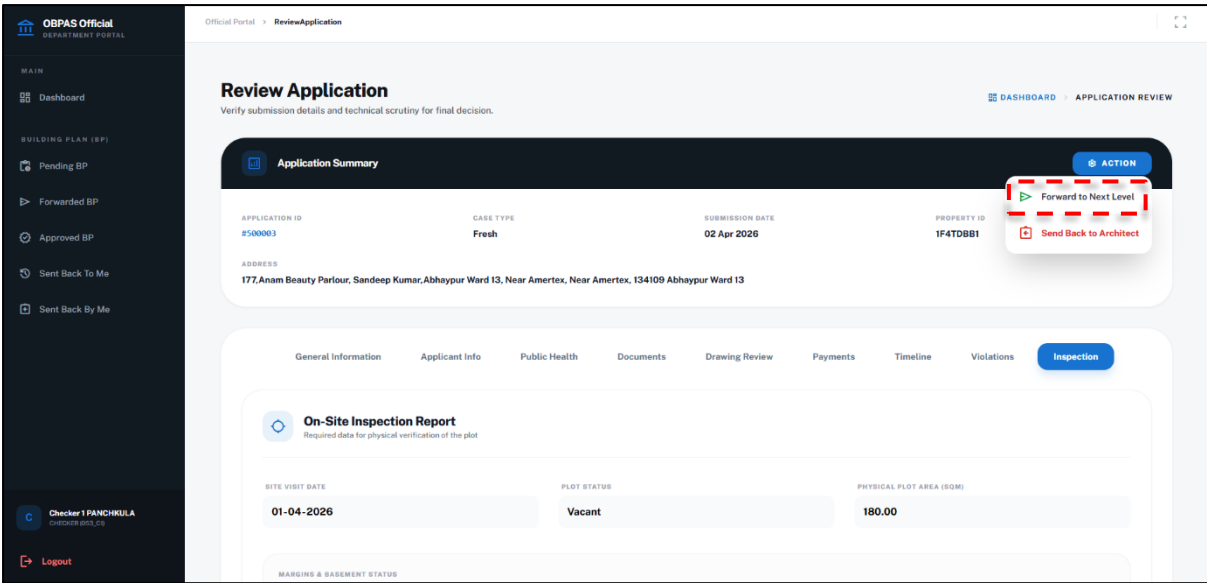 OBPAS Official
DEPARTMENT PORTAL
MAIN
Dashboard
BUILDING PLAN (BP)
Pending BP
Forwarded BP
Approved BP
Sent Back To Me
Sent Back By Me
C
Checker 1 PANCHKULA
CHECKER (053_C1)
Logout
Official Portal > ReviewApplication
Review Application
Verify submission details and technical scrutiny for final decision.
DASHBOARD > APPLICATION REVIEW
Application Summary
ACTION
Forward to Next Level
Send Back to Architect
APPLICATION ID CASE TYPE SUBMISSION DATE PROPERTY ID
#500003 Fresh 02 Apr 2026 1F4TDBB1
ADDRESS
177,Anam Beauty Parlour, Sandeep Kumar,Abhaypur Ward 13, Near Amertex, Near Amertex, 134109 Abhaypur Ward 13
General Information Applicant Info Public Health Documents Drawing Review Payments Timeline Violations Inspection
On-Site Inspection Report
Required data for physical verification of the plot
SITE VISIT DATE PLOT STATUS PHYSICAL PLOT AREA (SQM)
01-04-2026 Vacant 180.00
MARGINS & BASEMENT STATUS